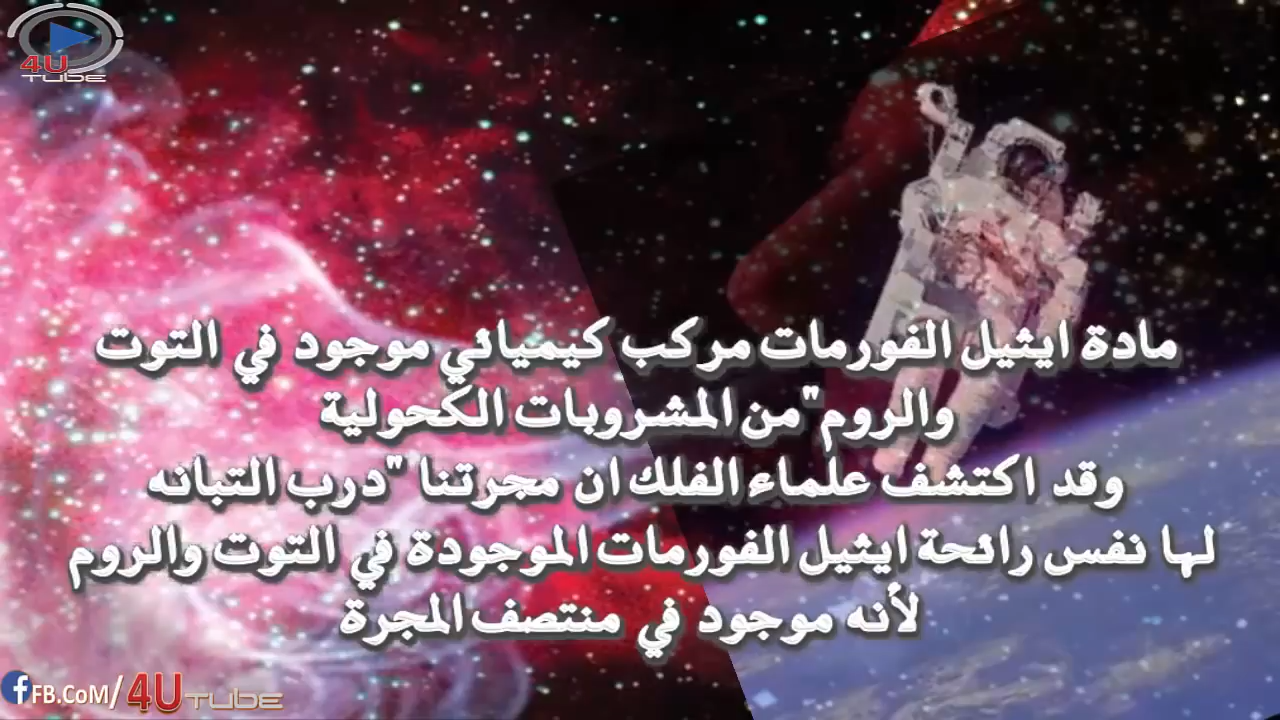 4U
TUBE
مادة ايثيل الفورمات مركب كيميائي موجود في التوت
والروم"من المشروبات الكحولية
وقد اكتشف علماء الفلك ان مجرتنا "درب التبانه
لها نفس رائحة ايثيل الفورمات الموجودة في التوت والروم
لأنه موجود في منتصف المجرة
f FB.CoM/4UTUBE